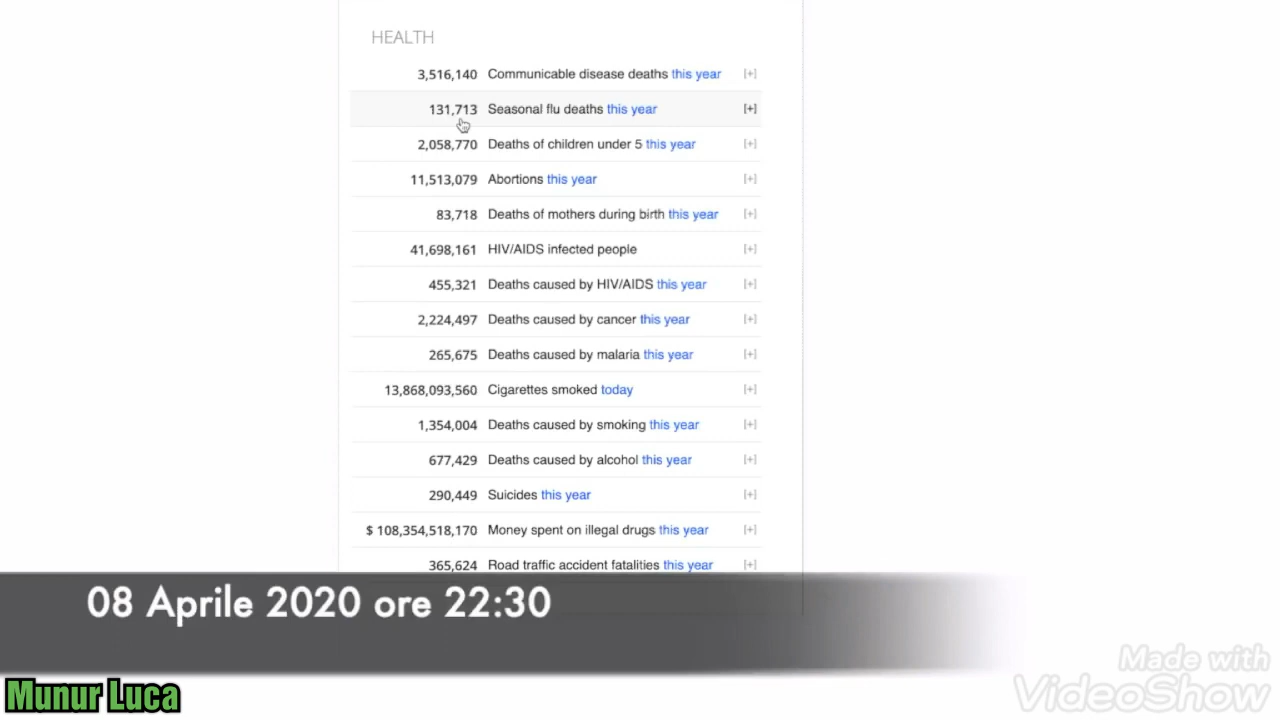 HEALTH
3,516,140 Communicable disease deaths this year [+]
131,713 Seasonal flu deaths this year [+]
2,058,770 Deaths of children under 5 this year [+]
11,513,079 Abortions this year [+]
83,718 Deaths of mothers during birth this year [+]
41,698,161 HIV/AIDS infected people [+]
455,321 Deaths caused by HIV/AIDS this year [+]
2,224,497 Deaths caused by cancer this year [+]
265,675 Deaths caused by malaria this year [+]
13,868,093,560 Cigarettes smoked today [+]
1,354,004 Deaths caused by smoking this year [+]
677,429 Deaths caused by alcohol this year [+]
290,449 Suicides this year [+]
$ 108,354,518,170 Money spent on illegal drugs this year [+]
365,624 Road traffic accident fatalities this year [+]
08 Aprile 2020 ore 22:30
Made with
VideoShow
Munur Luca